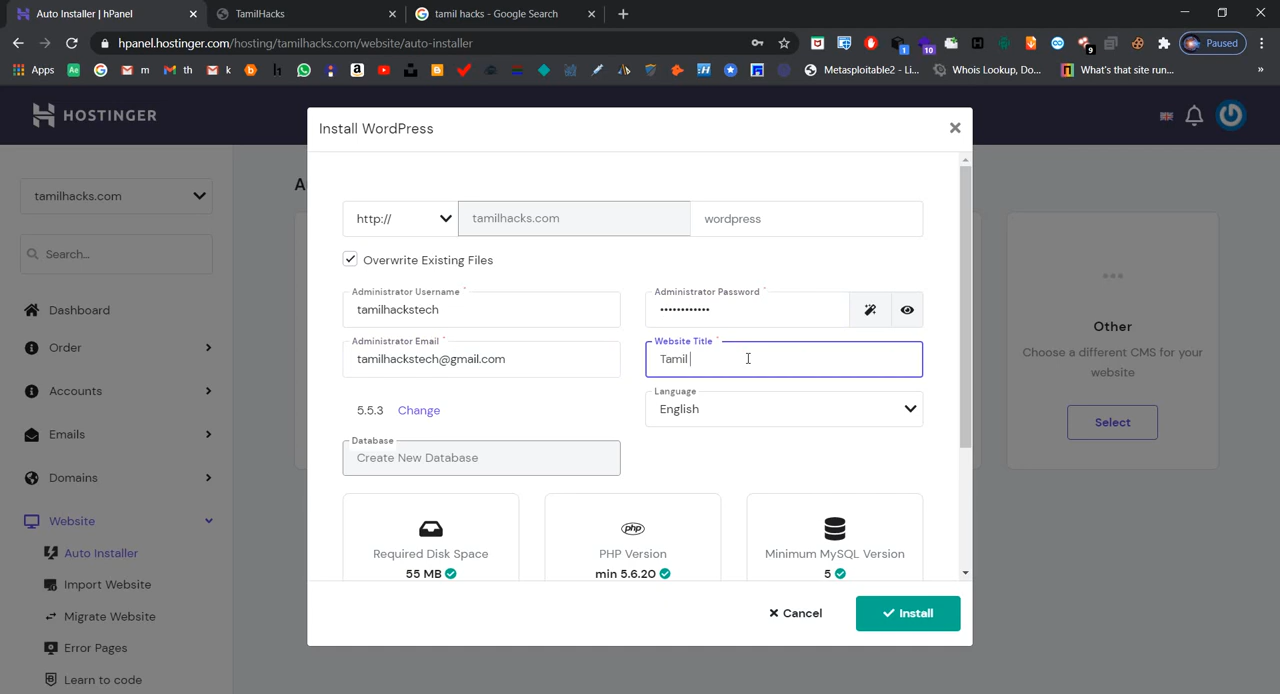 Auto Installer | hPanel
TamilHacks
tamil hacks - Google Search
hpanel.hostinger.com/hosting/tamilhacks.com/website/auto-installer
Paused
Apps
m
th
k
Metasploitable2 - Li...
Whois Lookup, Do...
What's that site run...
HOSTINGER
Install WordPress
tamilhacks.com
http://
tamilhacks.com
wordpress
Search...
Overwrite Existing Files
Administrator Username *
tamilhackstech
Administrator Password *
••••••••••••
Administrator Email *
tamilhackstech@gmail.com
Website Title *
Tamil
5.5.3 Change
Language
English
Database
Create New Database
Required Disk Space
55 MB
PHP Version
min 5.6.20
Minimum MySQL Version
5
Cancel
Install
Dashboard
Order
Accounts
Emails
Domains
Website
Auto Installer
Import Website
Migrate Website
Error Pages
Learn to code
Other
Choose a different CMS for your
website
Select